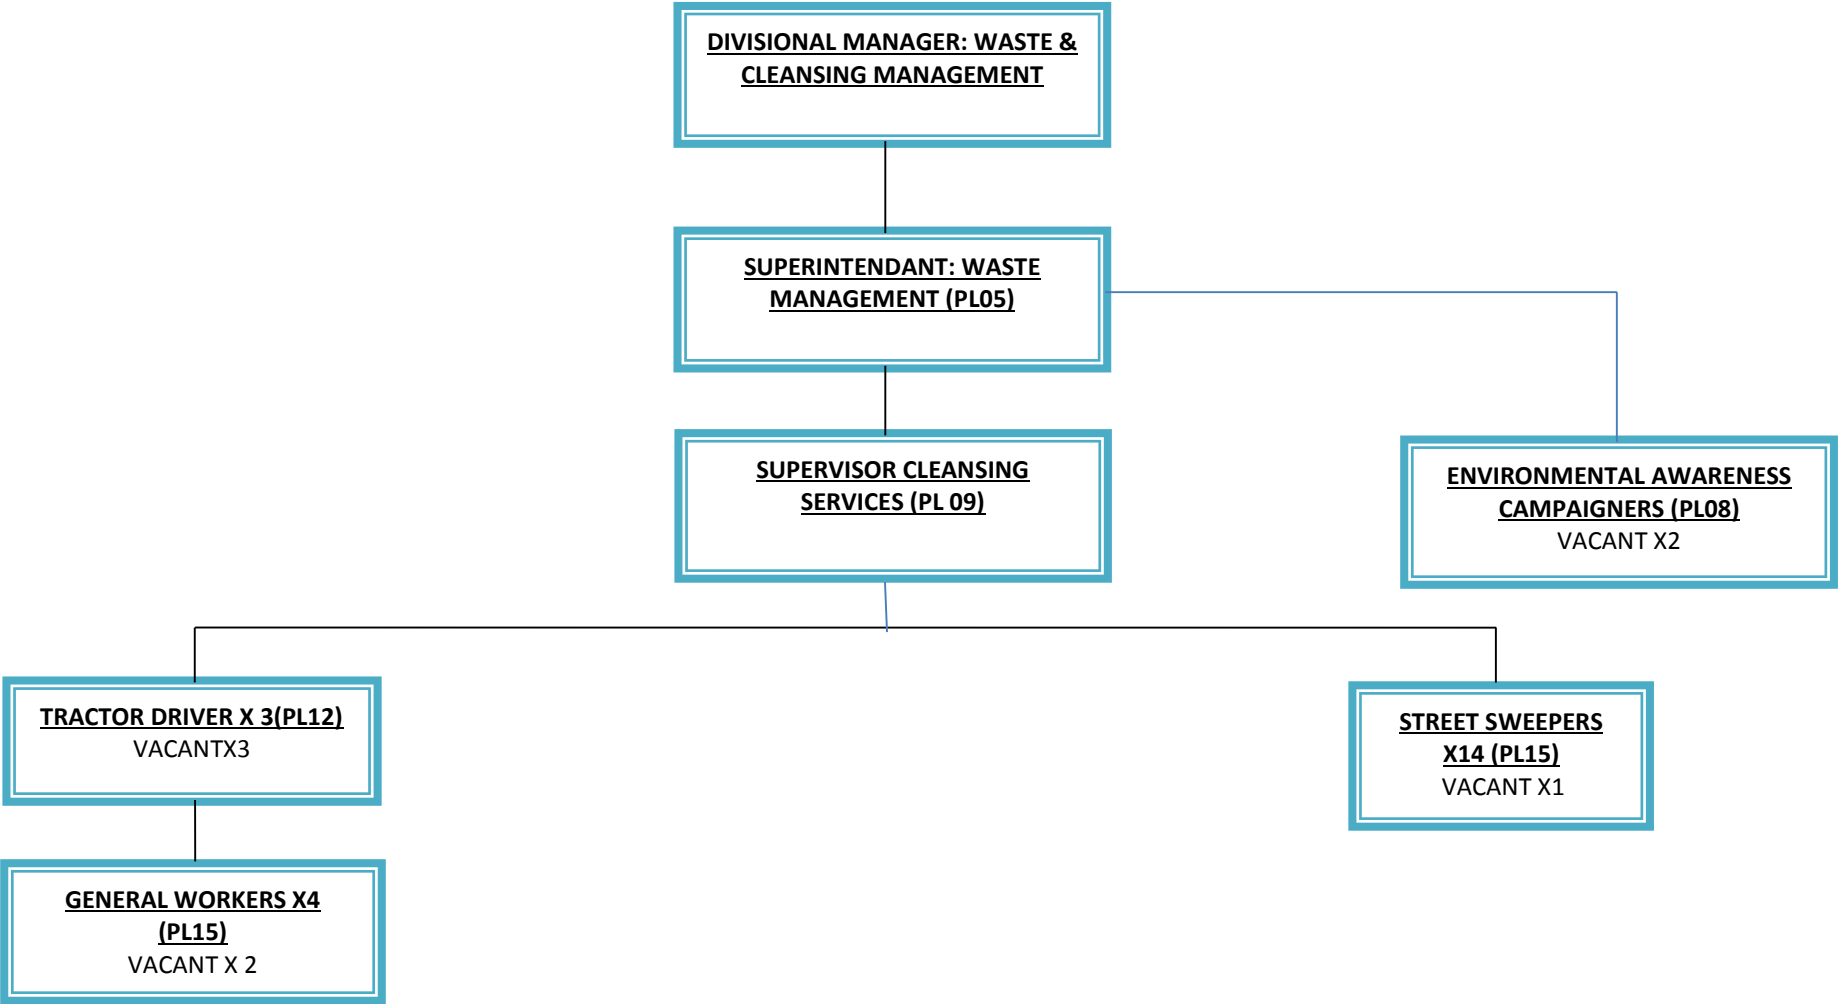 DIVISIONAL MANAGER: WASTE &
CLEANSING MANAGEMENT
SUPERINTENDANT: WASTE
MANAGEMENT (PL05)
SUPERVISOR CLEANSING
SERVICES (PL 09)
ENVIRONMENTAL AWARENESS
CAMPAIGNERS (PL08)
VACANT X2
TRACTOR DRIVER X 3(PL12)
VACANTX3
STREET SWEEPERS
X14 (PL15)
VACANT X1
GENERAL WORKERS X4
(PL15)
VACANT X 2